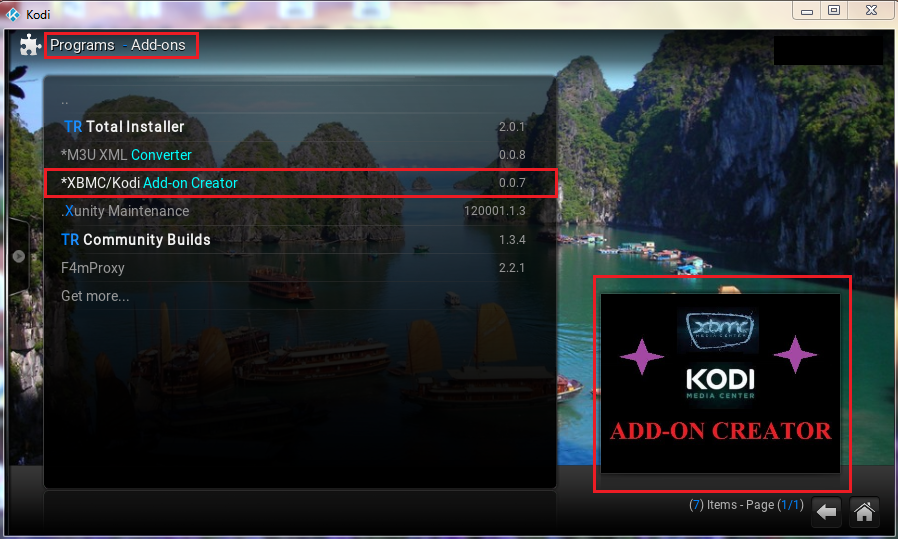 Kodi
Programs - Add-ons
..
TR Total Installer 2.0.1
*M3U XML Converter 0.0.8
*XBMC/Kodi Add-on Creator 0.0.7
.Xunity Maintenance 120001.1.3
TR Community Builds 1.3.4
F4mProxy 2.2.1
Get more...
xbmc
MEDIA CENTER
KODI
MEDIA CENTER
ADD-ON CREATOR
(7) Items - Page (1/1)